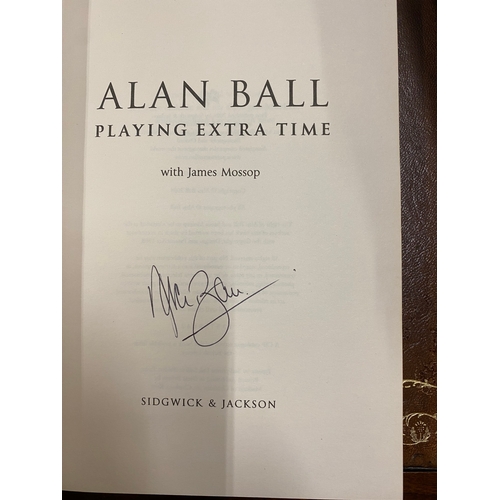 ALAN BALL
PLAYING EXTRA TIME
with James Mossop
SIDGWICK & JACKSON